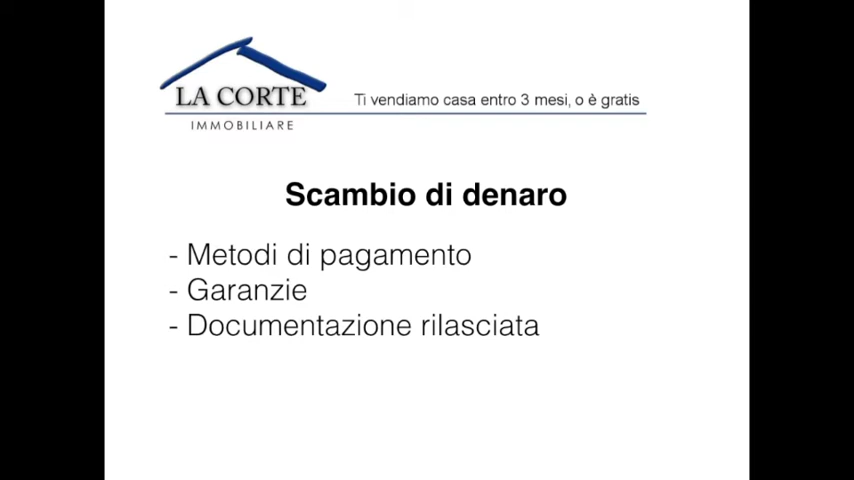 LA CORTE
IMMOBILIARE
Ti vendiamo casa entro 3 mesi, o è gratis
Scambio di denaro
- Metodi di pagamento
- Garanzie
- Documentazione rilasciata